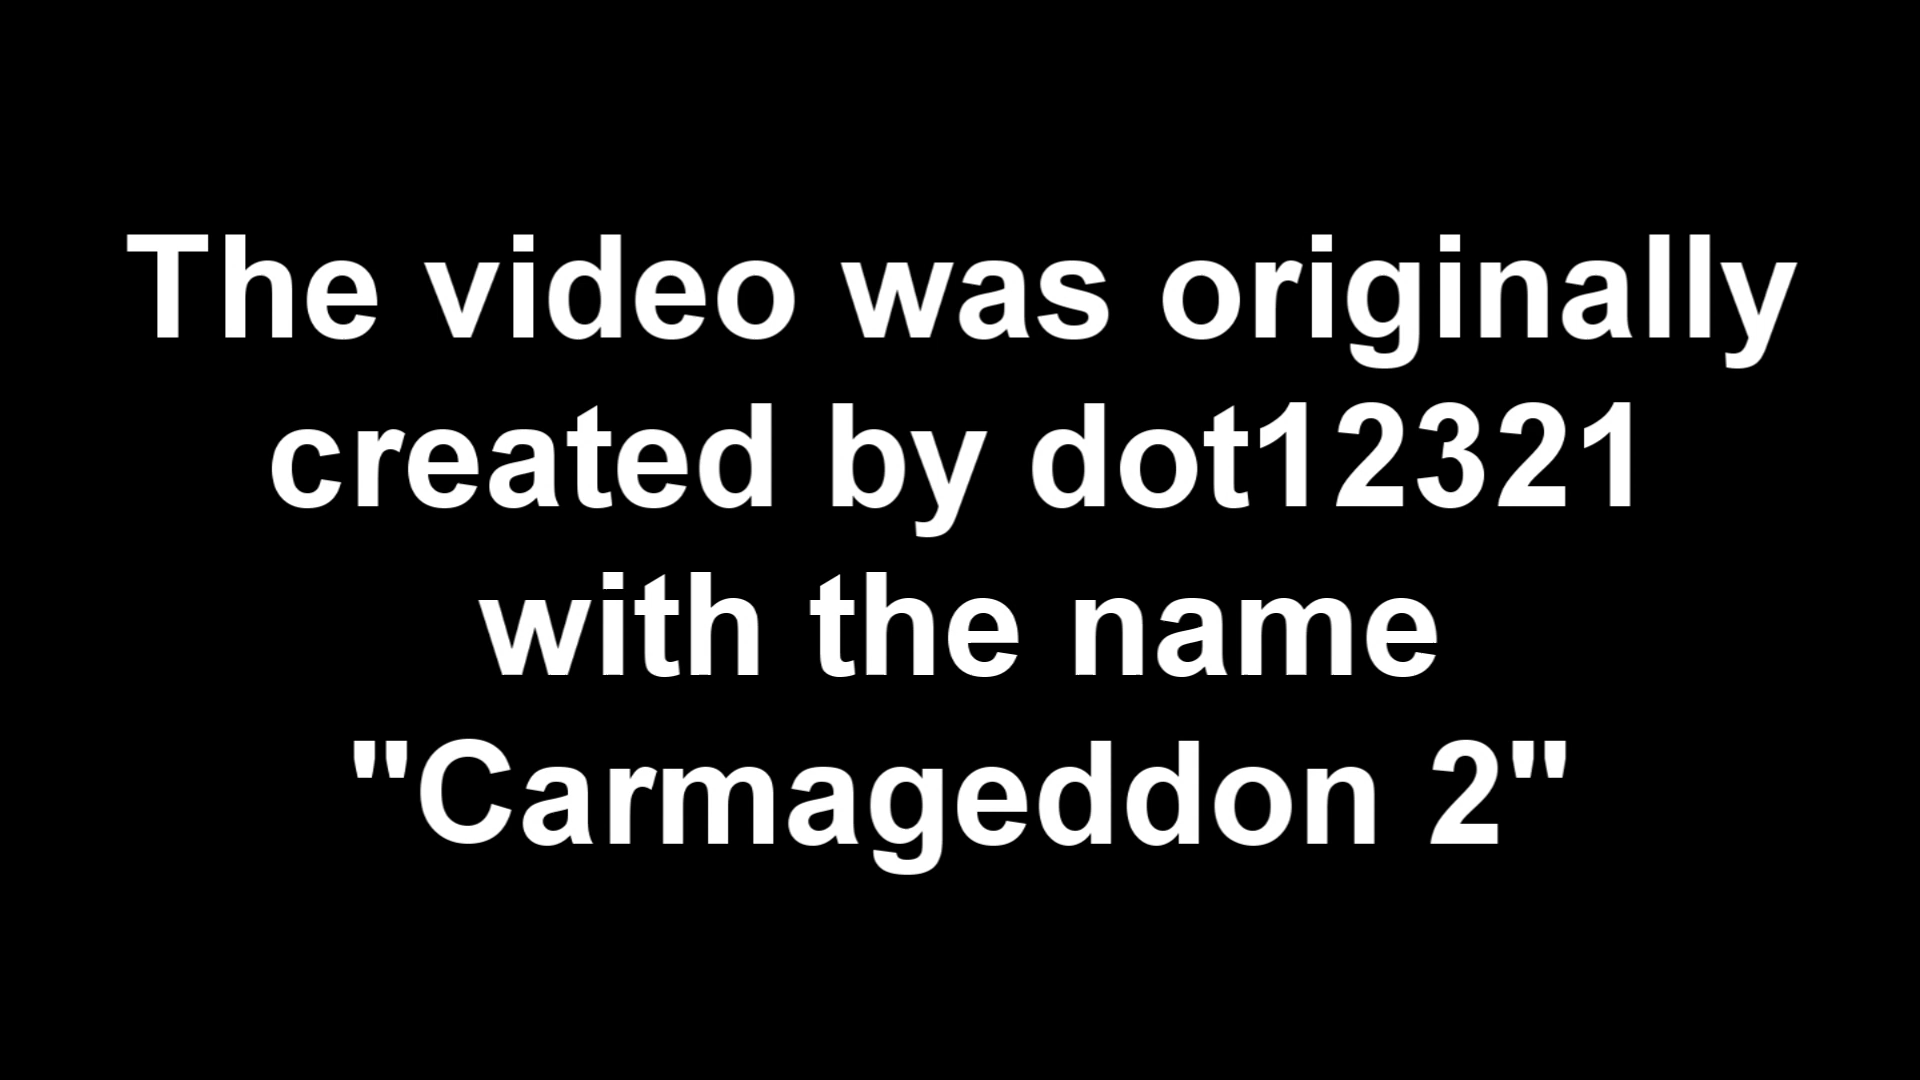 The video was originally
created by dot12321
with the name
"Carmageddon 2"